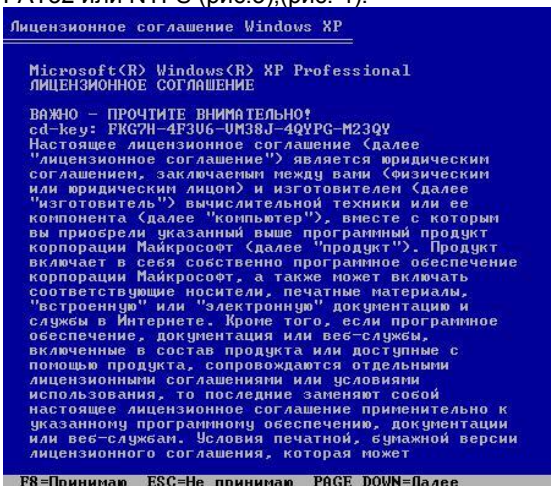 FAT32 или NTFS (рис.3),(рис. 4).
Лицензионное соглашение Windows XP
Microsoft(R) Windows(R) XP Professional
ЛИЦЕНЗИОННОЕ СОГЛАШЕНИЕ
ВАЖНО - ПРОЧТИТЕ ВНИМАТЕЛЬНО!
cd-key: FKG7H-4F3V6-VM38J-4QYPG-M23QY
Настоящее лицензионное соглашение (далее
"лицензионное соглашение") является юридическим
соглашением, заключаемым между вами (физическим
или юридическим лицом) и изготовителем (далее
"изготовитель") вычислительной техники или ее
компонента (далее "компьютер"), вместе с которым
вы приобрели указанный выше программный продукт
корпорации Майкрософт (далее "продукт"). Продукт
включает в себя собственно программное обеспечение
корпорации Майкрософт, а также может включать
соответствующие носители, печатные материалы,
"встроенную" или "электронную" документацию и
службы в Интернете. Кроме того, если программное
обеспечение, документация или веб-службы,
включенные в состав продукта или доступные с
помощью продукта, сопровождаются отдельными
лицензионными соглашениями или условиями
использования, то последние заменяют собой
настоящее лицензионное соглашение применительно к
указанному программному обеспечению, документации
или веб-службам. Условия печатной, бумажной версии
лицензионного соглашения, которая может
F8=Принимаю ESC=Не принимаю PAGE DOWN=Далее